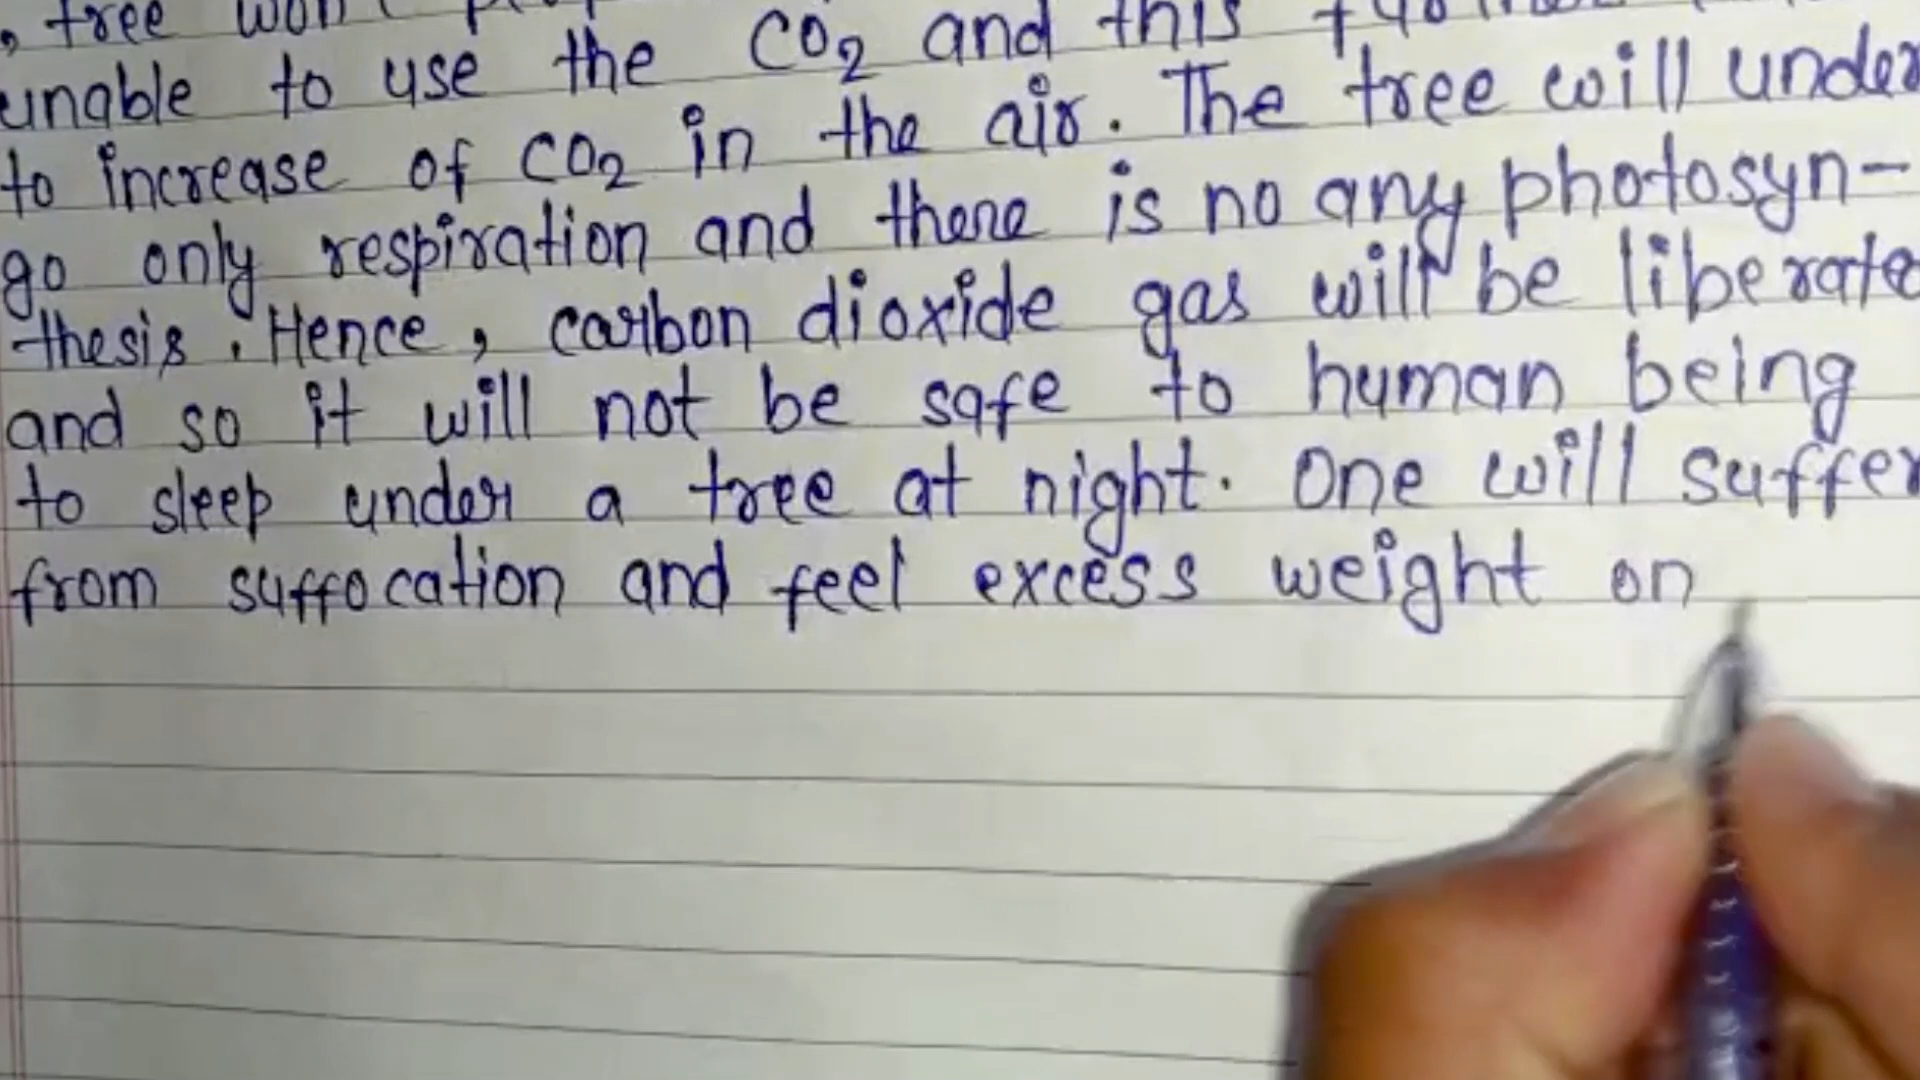 , tree won't
unable to use the CO2 and this
to increase of CO2 in the air. The tree will under
go only respiration and there is no any photosyn-
thesis. Hence, carbon dioxide gas will be liberate
and so it will not be safe to human being
to sleep under a tree at night. One will suffer
from suffocation and feel excess weight on